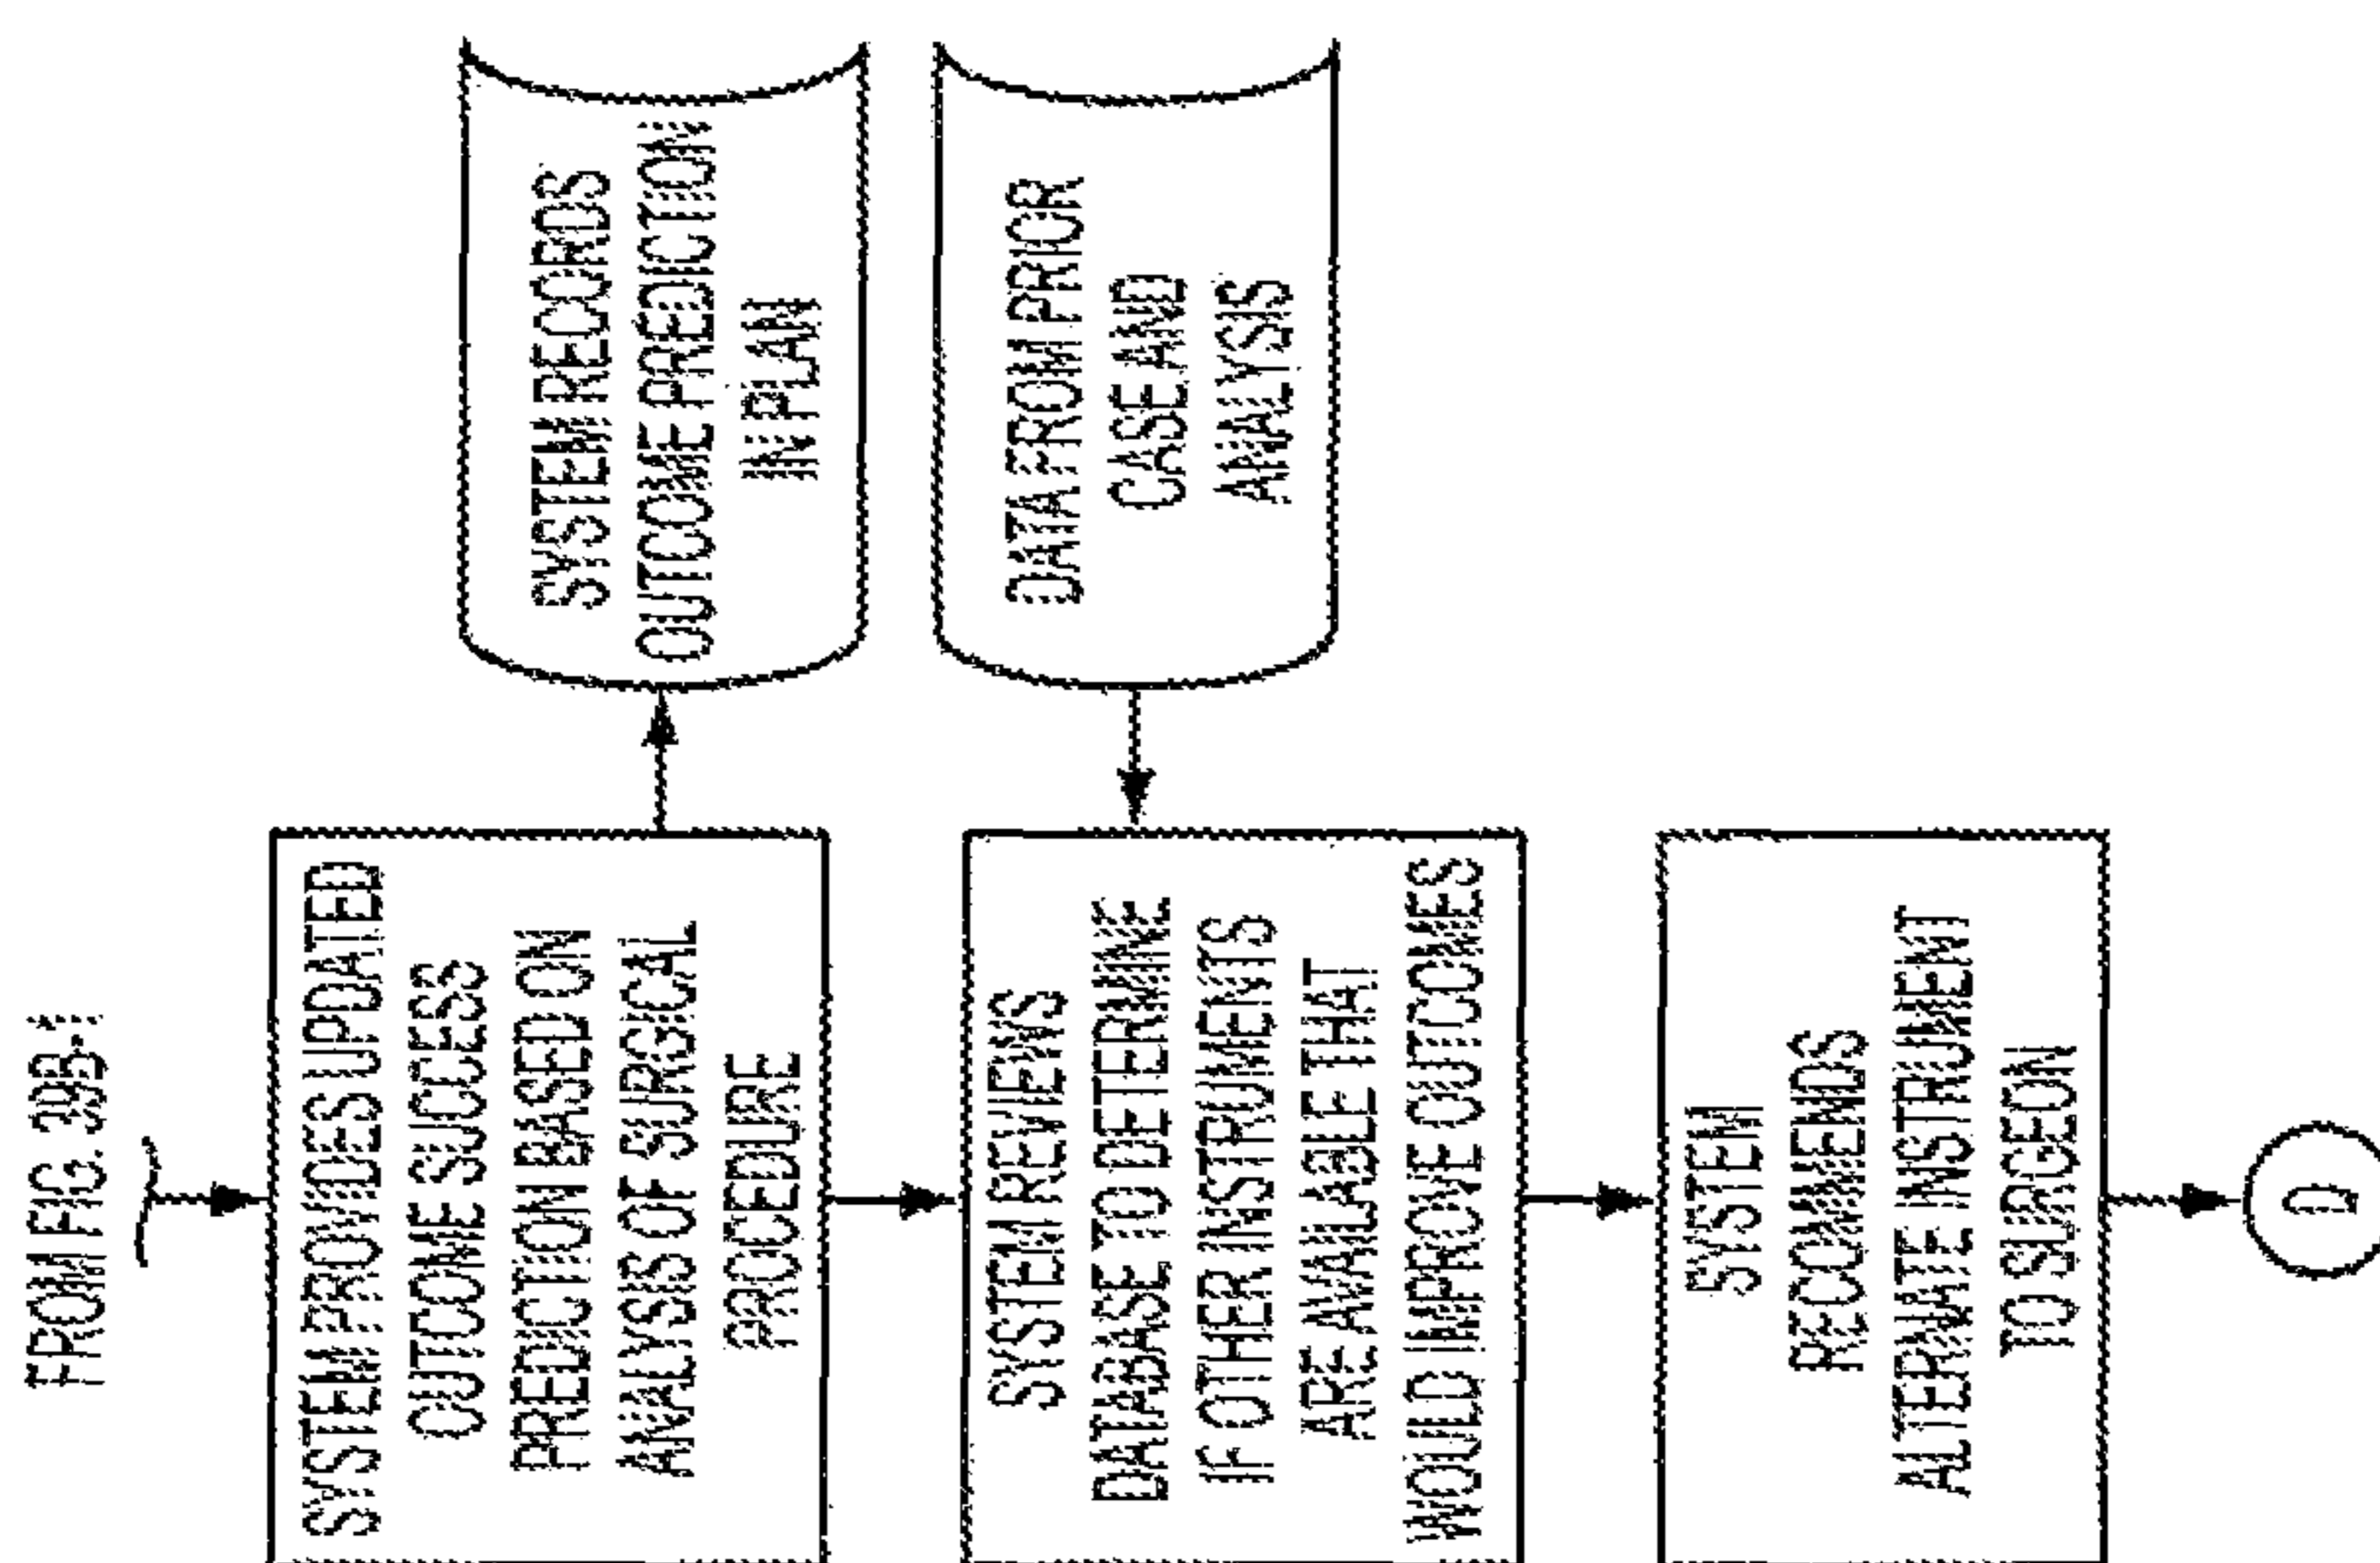 FROM FIG. 39B-1
SYSTEM PROVIDES UPDATED
OUTCOME SUCCESS
PREDICTION BASED ON
ANALYSIS OF SURGICAL
PROCEDURE
SYSTEM RECORDS
OUTCOME PREDICTION
IN PLAN
SYSTEM REVIEWS
DATABASE TO DETERMINE
IF OTHER INSTRUMENTS
ARE AVAILABLE THAT
WOULD IMPROVE OUTCOMES
DATA FROM PRIOR
CASE AND
ANALYSIS
SYSTEM
RECOMMENDS
ALTERNATE INSTRUMENT
TO SURGEON
D